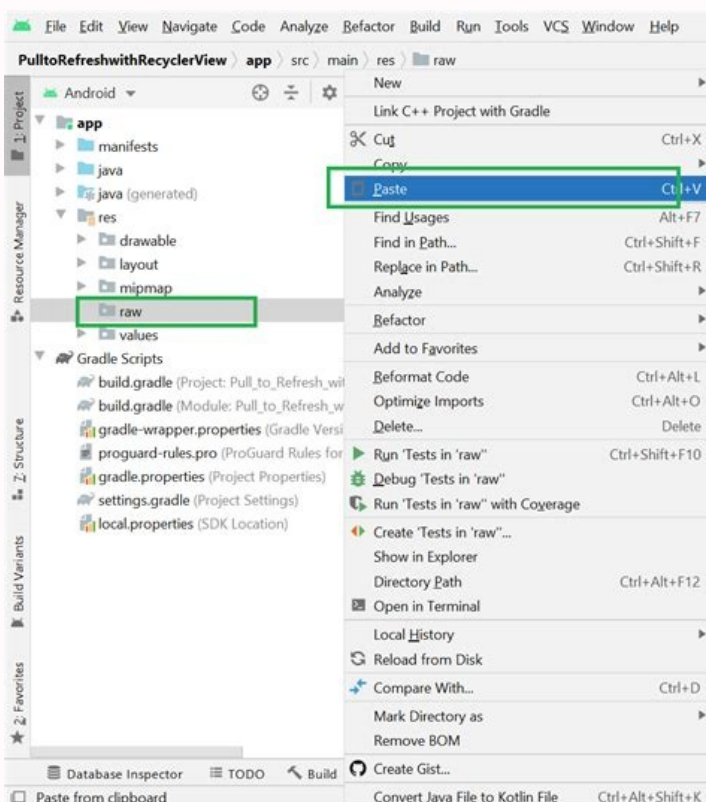 File Edit View Navigate Code Analyze Refactor Build Run Tools VCS Window Help
PulltoRefreshwithRecyclerView app src main res raw
1: Project
Resource Manager
Z: Structure
Build Variants
2: Favorites
Android
app
manifests
java
java (generated)
res
drawable
layout
mipmap
raw
values
Gradle Scripts
build.gradle (Project: Pull_to_Refresh_wit
build.gradle (Module: Pull_to_Refresh_w
gradle-wrapper.properties (Gradle Versi
proguard-rules.pro (ProGuard Rules for
gradle.properties (Project Properties)
settings.gradle (Project Settings)
local.properties (SDK Location)
New
Link C++ Project with Gradle
Cut Ctrl+X
Copy
Paste Ctrl+V
Find Usages Alt+F7
Find in Path... Ctrl+Shift+F
Replace in Path... Ctrl+Shift+R
Analyze
Refactor
Add to Favorites
Reformat Code Ctrl+Alt+L
Optimize Imports Ctrl+Alt+O
Delete... Delete
Run 'Tests in 'raw'' Ctrl+Shift+F10
Debug 'Tests in 'raw''
Run 'Tests in 'raw'' with Coverage
Create 'Tests in 'raw''...
Show in Explorer
Directory Path Ctrl+Alt+F12
Open in Terminal
Local History
Reload from Disk
Compare With... Ctrl+D
Mark Directory as
Remove BOM
Create Gist...
Convert Java File to Kotlin File Ctrl+Alt+Shift+K
Database Inspector TODO Build
Paste from clipboard